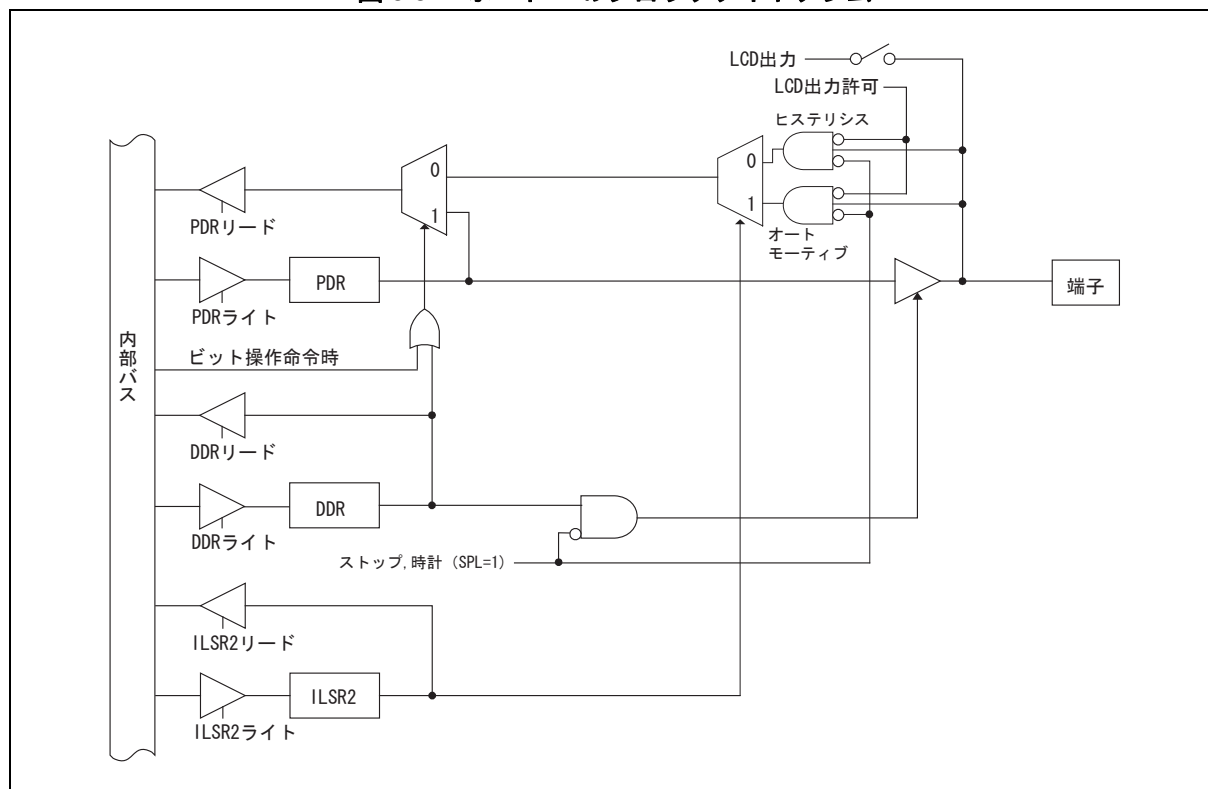 LCD出力
LCD出力許可
ヒステリシス
0
0
1
1
PDRリード
オート
モーティブ
PDR
端子
PDRライト
内部バス
ビット操作命令時
DDRリード
DDR
DDRライト
ストップ,時計 (SPL=1)
ILSR2リード
ILSR2
ILSR2ライト